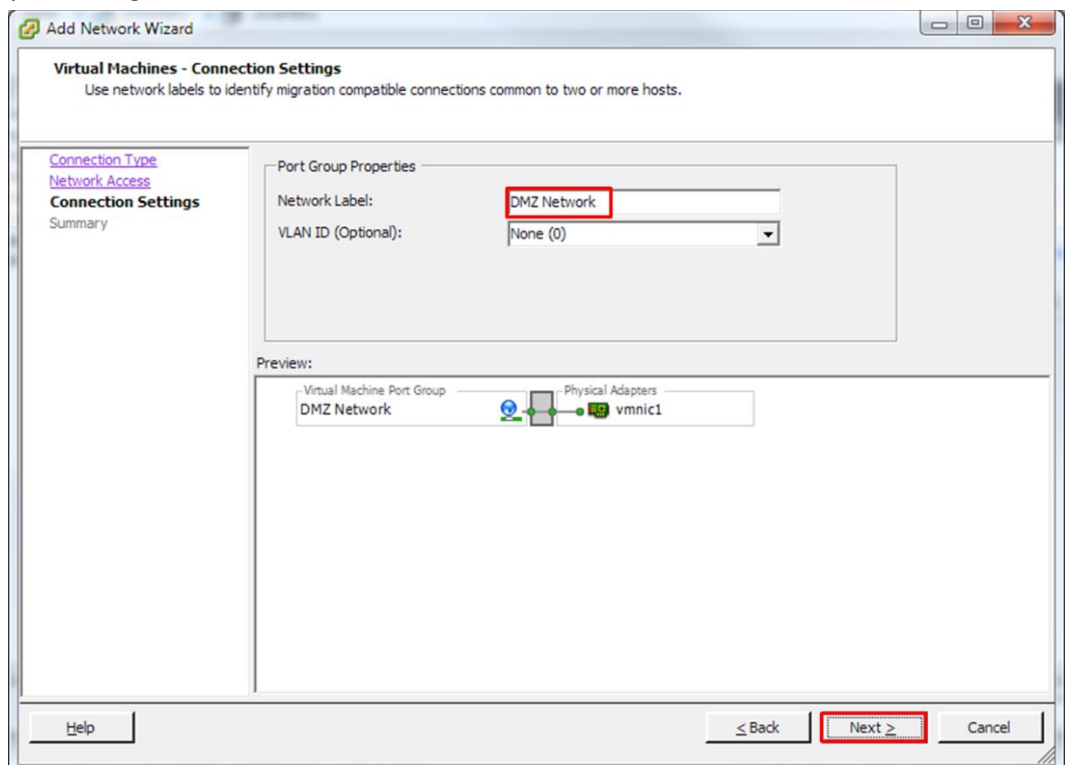 Add Network Wizard
Virtual Machines - Connection Settings
Use network labels to identify migration compatible connections common to two or more hosts.
Connection Type
Network Access
Connection Settings
Summary
Port Group Properties
Network Label: DMZ Network
VLAN ID (Optional): None (0)
Preview:
Virtual Machine Port Group Physical Adapters
DMZ Network vmnic1
Help < Back Next > Cancel